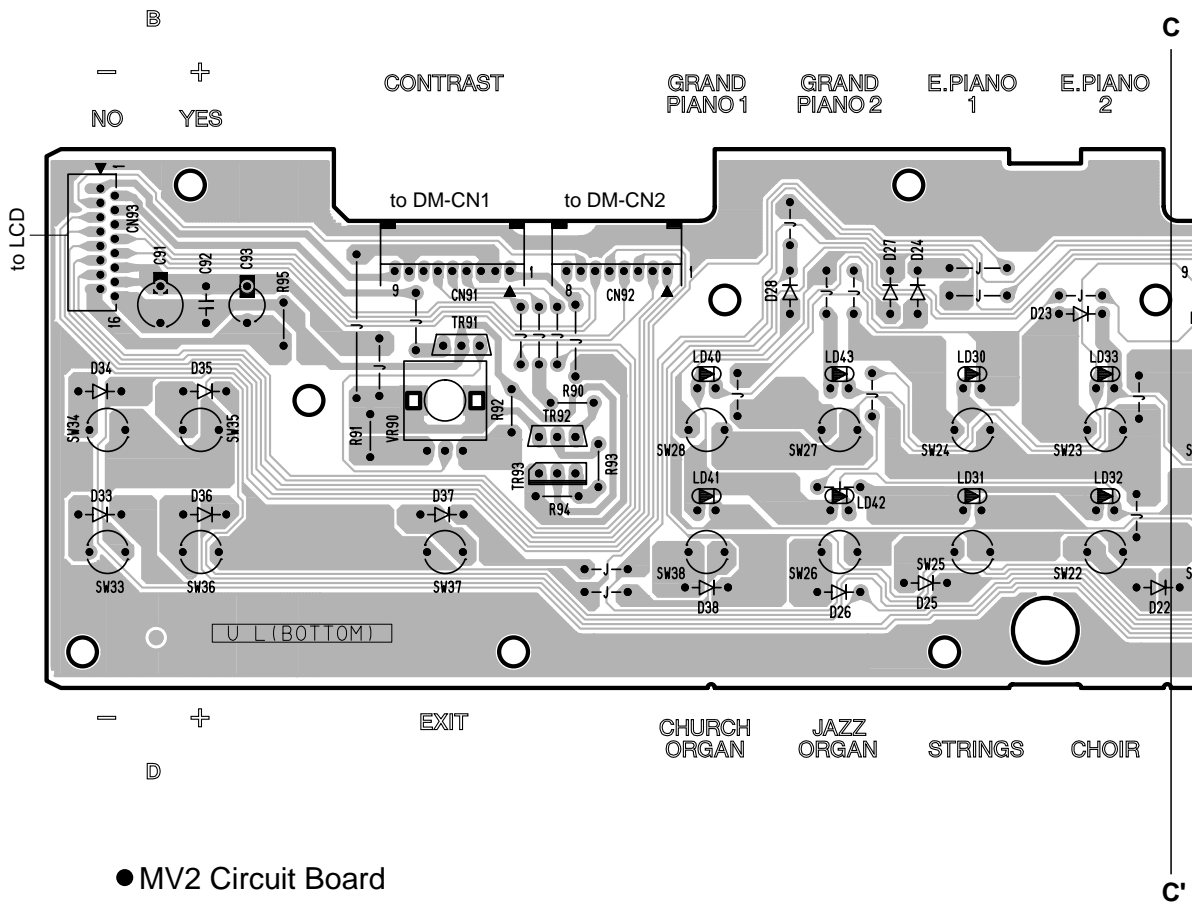 B
C
− +
NO YES
CONTRAST
GRAND PIANO 1
GRAND PIANO 2
E.PIANO 1
E.PIANO 2
to LCD
to DM-CN1
to DM-CN2
1
CN93
16
C91
C92
C93
R95
J
9
CN91
1
8
CN92
1
TR91
J
J
J
J
J
J
J
J
D28
J
J
D27
D24
J
J
J
D23
9
D34
D35
SW34
SW35
R91
VR90
R92
R90
TR92
TR93
R93
R94
LD40
J
SW28
LD43
J
SW27
LD30
SW24
LD33
J
SW23
S
D33
D36
D37
SW33
SW36
SW37
J
J
LD41
SW38
D38
LD42
SW26
D26
LD31
SW25
D25
LD32
J
SW22
D22
S
U L (BOTTOM)
− +
EXIT
CHURCH ORGAN
JAZZ ORGAN
STRINGS
CHOIR
D
● MV2 Circuit Board
C'